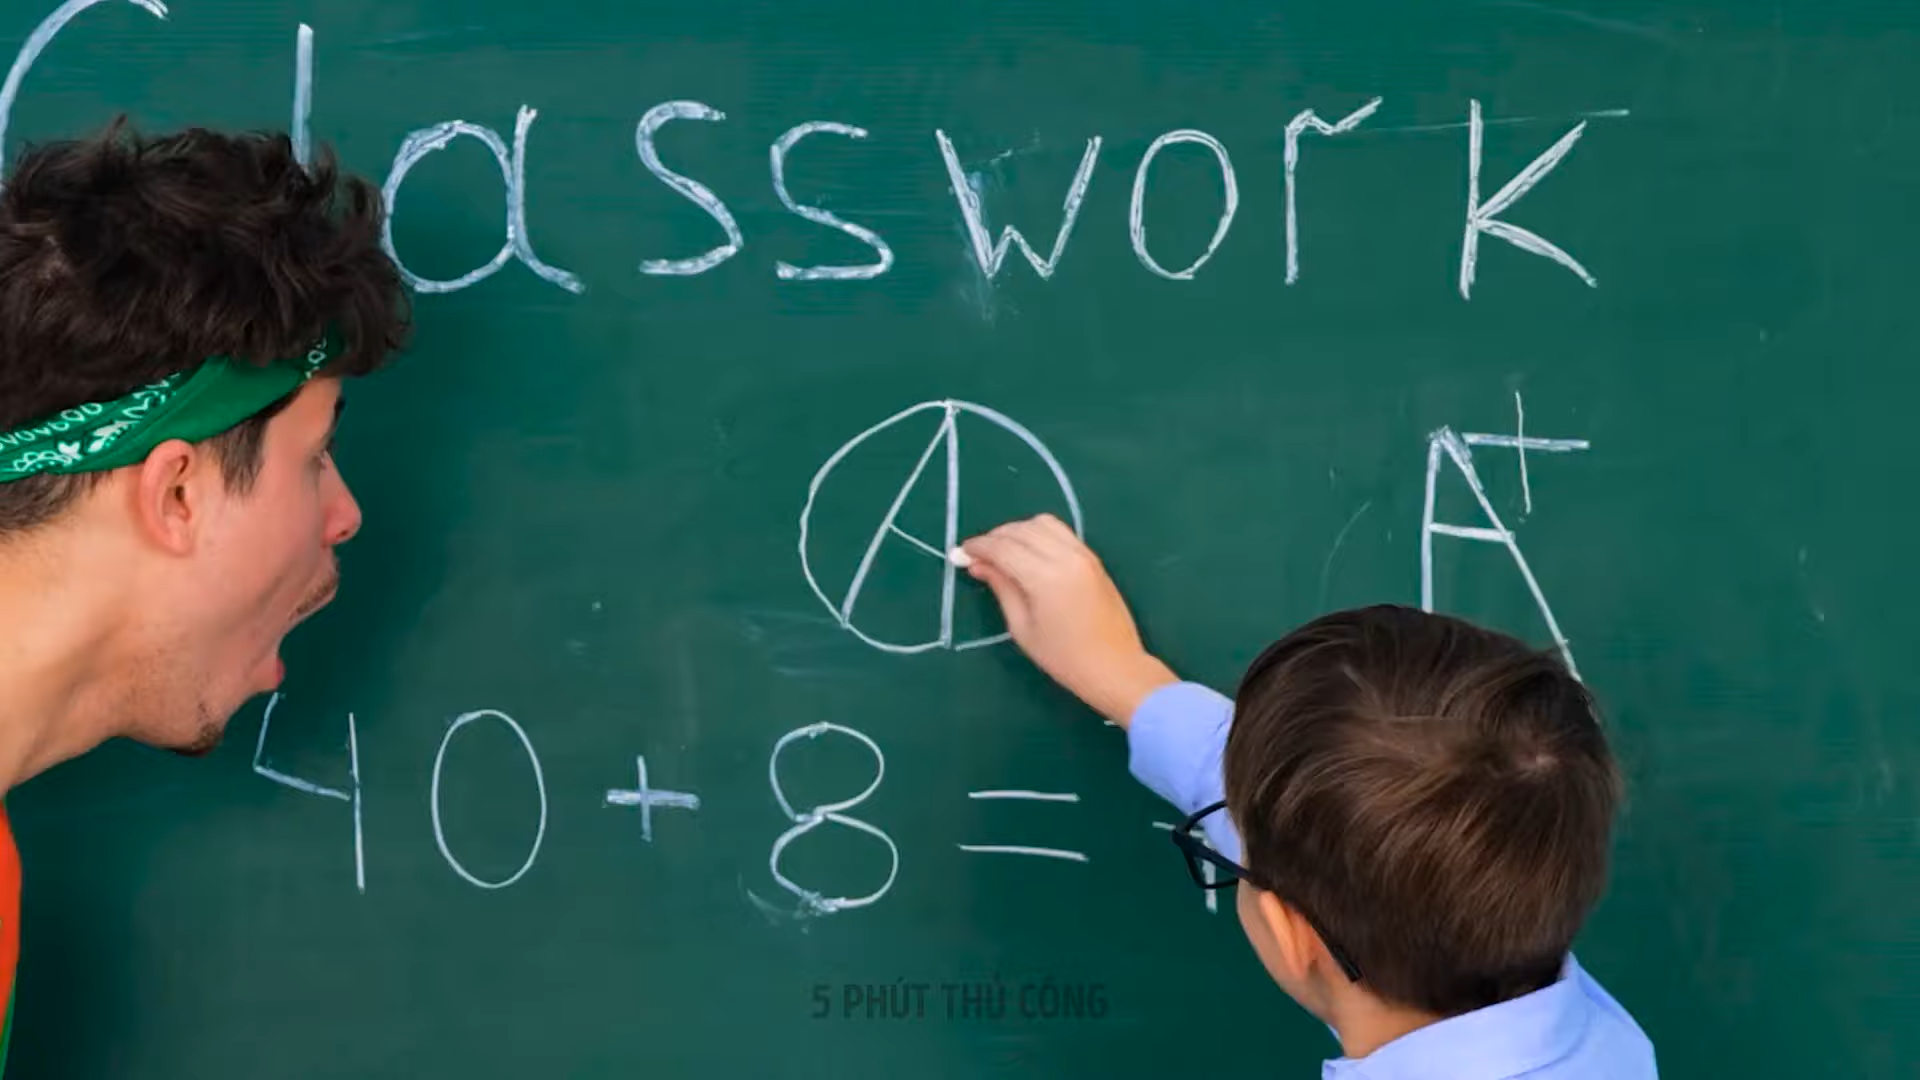 Classwork
A
A+
40 + 8 =
5 PHÚT THỦ CÔNG